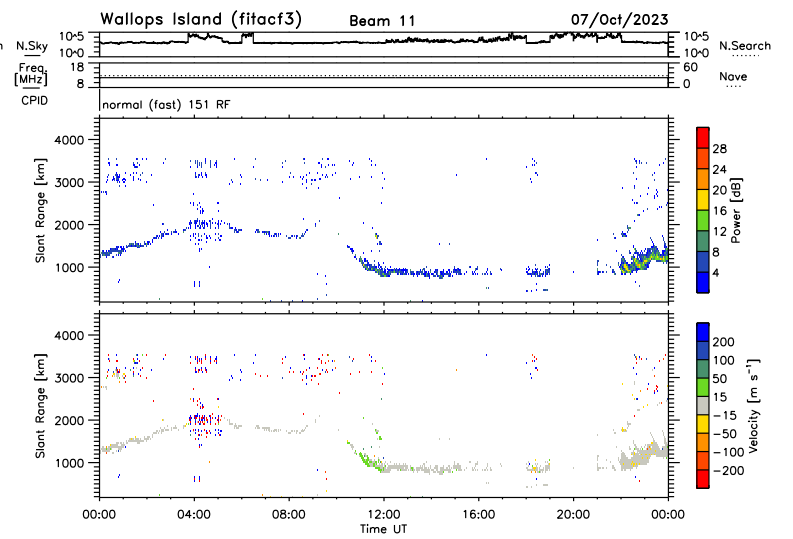 Wallops Island (fitacf3) Beam 11 07/Oct/2023
n N.Sky 10^5 10^0 10^5 10^0 N.Search
Freq. [MHz] 18 8 60 0 Nave
CPID normal (fast) 151 RF
Slant Range [km] 4000 3000 2000 1000
28 24 20 16 12 8 4 Power [dB]
Slant Range [km] 4000 3000 2000 1000
200 100 50 15 −15 −50 −100 −200 Velocity [m s⁻¹]
00:00 04:00 08:00 12:00 16:00 20:00 00:00
Time UT